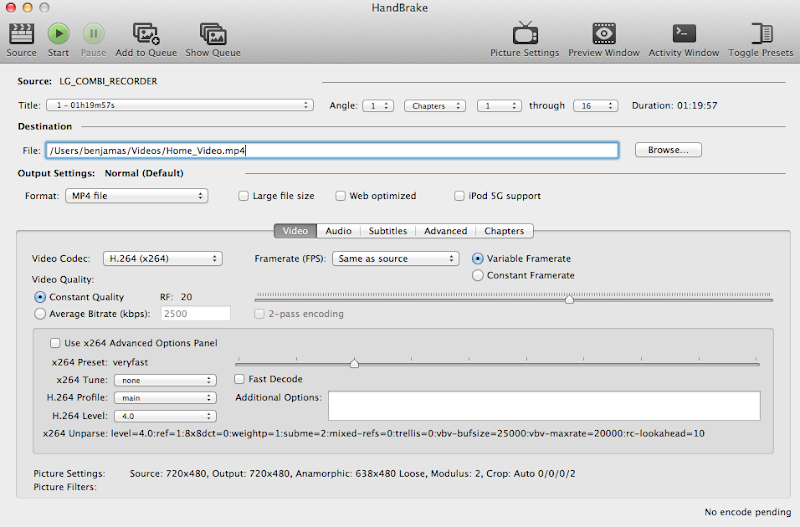 HandBrake
Source Start Pause Add to Queue Show Queue Picture Settings Preview Window Activity Window Toggle Presets
Source: LG_COMBI_RECORDER
Title: 1 - 01h19m57s Angle: 1 Chapters 1 through 16 Duration: 01:19:57
Destination
File: /Users/benjamas/Videos/Home_Video.mp4 Browse...
Output Settings: Normal (Default)
Format: MP4 file Large file size Web optimized iPod 5G support
Video Audio Subtitles Advanced Chapters
Video Codec: H.264 (x264) Framerate (FPS): Same as source Variable Framerate
Constant Framerate
Video Quality:
Constant Quality RF: 20
Average Bitrate (kbps): 2500 2-pass encoding
Use x264 Advanced Options Panel
x264 Preset: veryfast
x264 Tune: none Fast Decode
H.264 Profile: main Additional Options:
H.264 Level: 4.0
x264 Unparse: level=4.0:ref=1:8x8dct=0:weightp=1:subme=2:mixed-refs=0:trellis=0:vbv-bufsize=25000:vbv-maxrate=20000:rc-lookahead=10
Picture Settings: Source: 720x480, Output: 720x480, Anamorphic: 638x480 Loose, Modulus: 2, Crop: Auto 0/0/0/2
Picture Filters:
No encode pending